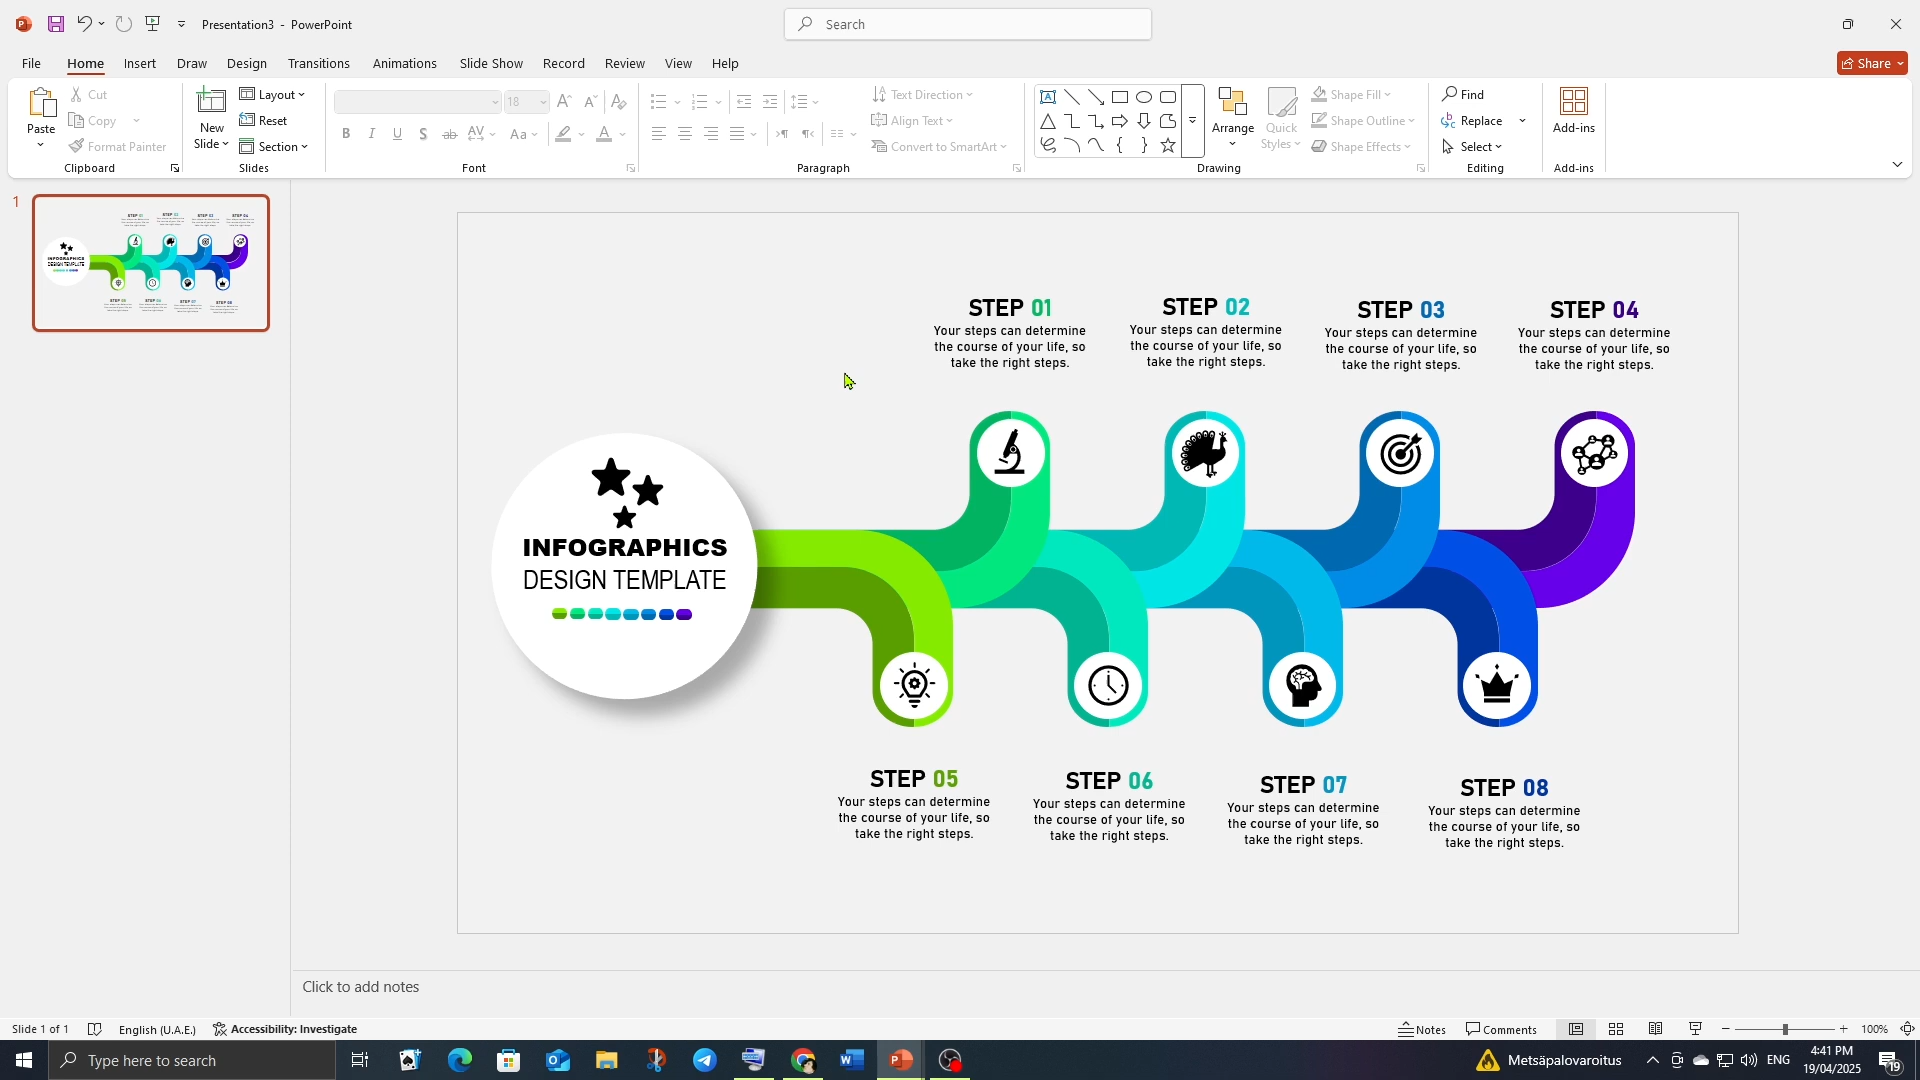 Presentation3 - PowerPoint
Search
File Home Insert Draw Design Transitions Animations Slide Show Record Review View Help
Share
Paste
Cut
Copy
Format Painter
Clipboard
New Slide
Layout
Reset
Section
Slides
18
Font
Text Direction
Align Text
Convert to SmartArt
Paragraph
Arrange
Quick Styles
Shape Fill
Shape Outline
Shape Effects
Drawing
Find
Replace
Select
Editing
Add-ins
Add-ins
1
INFOGRAPHICS
DESIGN TEMPLATE
STEP 01
Your steps can determine
the course of your life, so
take the right steps.
STEP 02
Your steps can determine
the course of your life, so
take the right steps.
STEP 03
Your steps can determine
the course of your life, so
take the right steps.
STEP 04
Your steps can determine
the course of your life, so
take the right steps.
STEP 05
Your steps can determine
the course of your life, so
take the right steps.
STEP 06
Your steps can determine
the course of your life, so
take the right steps.
STEP 07
Your steps can determine
the course of your life, so
take the right steps.
STEP 08
Your steps can determine
the course of your life, so
take the right steps.
Click to add notes
Slide 1 of 1 English (U.A.E.) Accessibility: Investigate
Notes Comments 100%
Type here to search
Metsäpalovaroitus
ENG
4:41 PM
19/04/2025
19